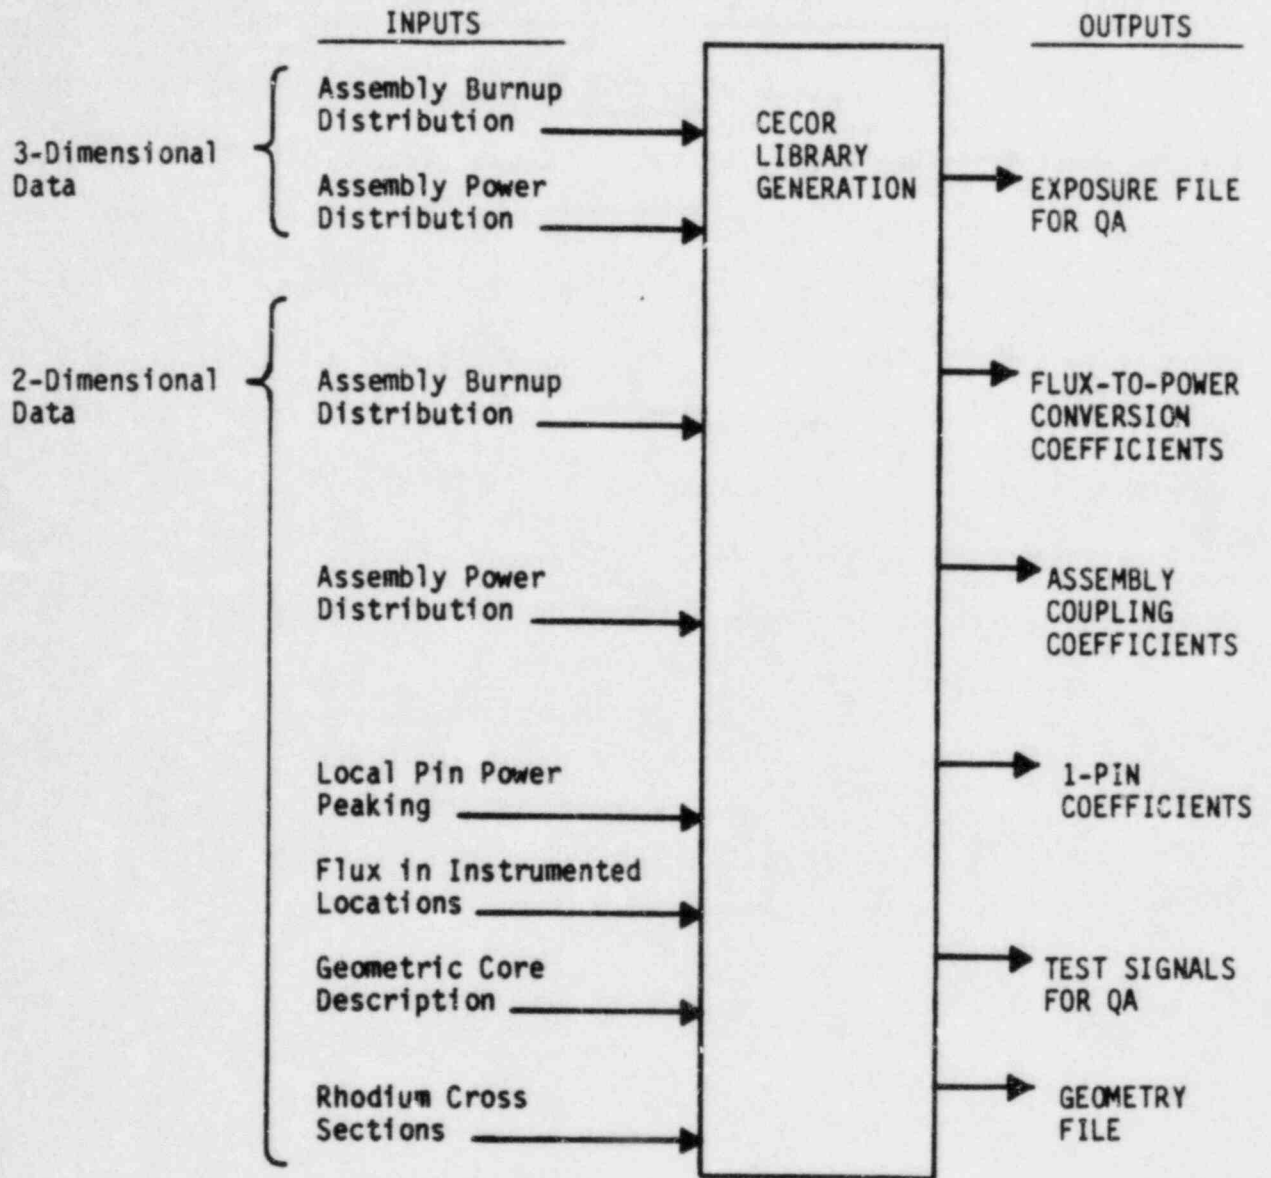 INPUTS
OUTPUTS
3-Dimensional
Data
Assembly Burnup
Distribution
Assembly Power
Distribution
2-Dimensional
Data
Assembly Burnup
Distribution
Assembly Power
Distribution
Local Pin Power
Peaking
Flux in Instrumented
Locations
Geometric Core
Description
Rhodium Cross
Sections
CECOR
LIBRARY
GENERATION
EXPOSURE FILE
FOR QA
FLUX-TO-POWER
CONVERSION
COEFFICIENTS
ASSEMBLY
COUPLING
COEFFICIENTS
1-PIN
COEFFICIENTS
TEST SIGNALS
FOR QA
GEOMETRY
FILE